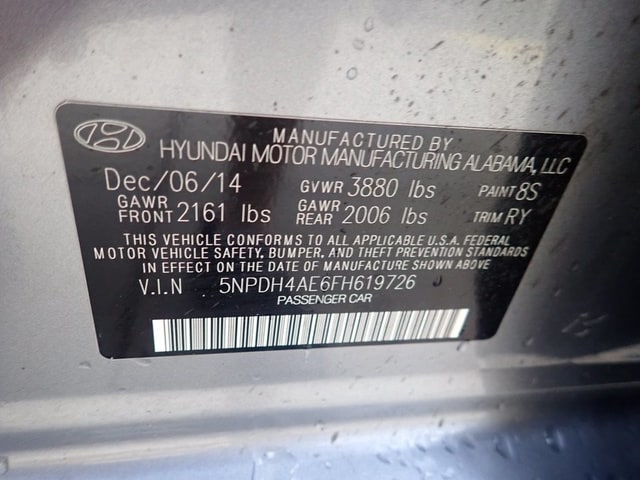 MANUFACTURED BY
HYUNDAI MOTOR MANUFACTURING ALABAMA, LLC
Dec/06/14 GVWR 3880 lbs PAINT 8S
GAWR FRONT 2161 lbs GAWR REAR 2006 lbs TRIM RY
THIS VEHICLE CONFORMS TO ALL APPLICABLE U.S.A. FEDERAL
MOTOR VEHICLE SAFETY, BUMPER, AND THEFT PREVENTION STANDARDS
IN EFFECT ON THE DATE OF MANUFACTURE SHOWN ABOVE
V.I.N 5NPDH4AE6FH619726
PASSENGER CAR